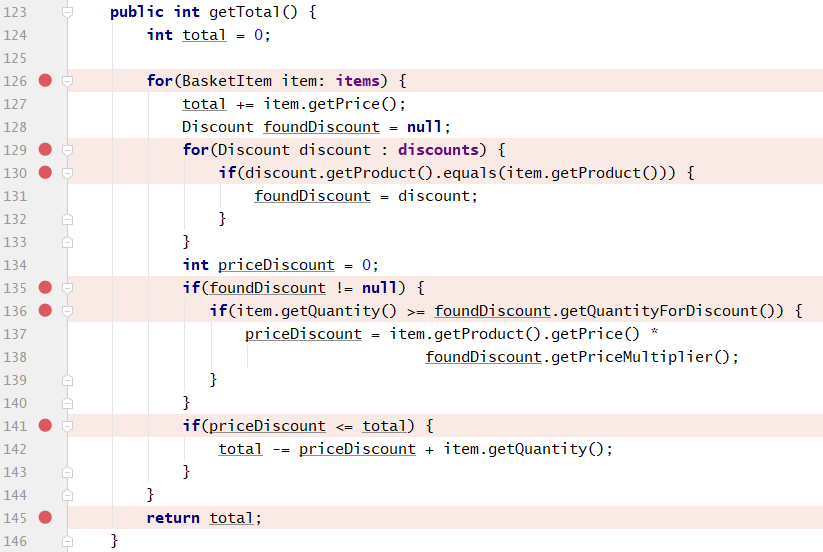 123 public int getTotal() {
124 int total = 0;
125
126 for(BasketItem item: items) {
127 total += item.getPrice();
128 Discount foundDiscount = null;
129 for(Discount discount : discounts) {
130 if(discount.getProduct().equals(item.getProduct())) {
131 foundDiscount = discount;
132 }
133 }
134 int priceDiscount = 0;
135 if(foundDiscount != null) {
136 if(item.getQuantity() >= foundDiscount.getQuantityForDiscount()) {
137 priceDiscount = item.getProduct().getPrice() *
138 foundDiscount.getPriceMultiplier();
139 }
140 }
141 if(priceDiscount <= total) {
142 total -= priceDiscount + item.getQuantity();
143 }
144 }
145 return total;
146 }